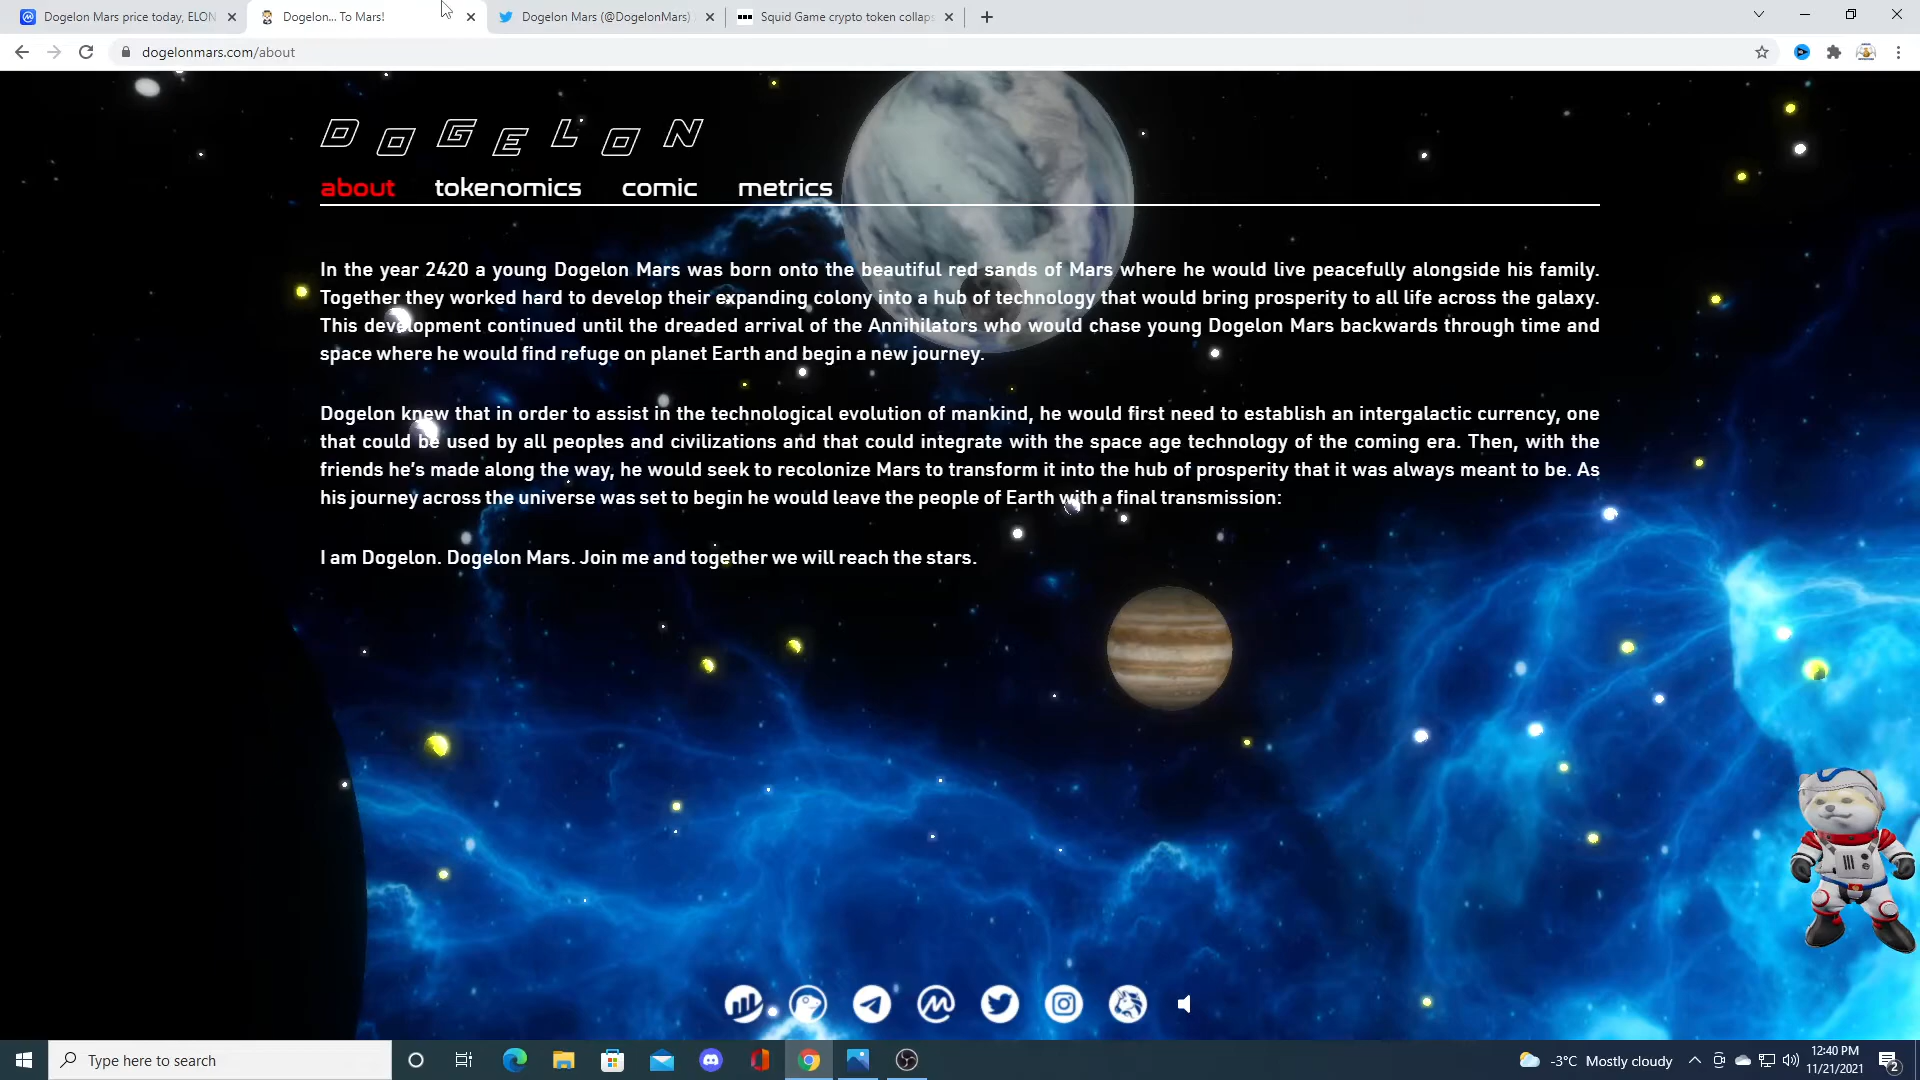 Dogelon Mars price today, ELON
Dogelon... To Mars!
Dogelon Mars (@DogelonMars)
Squid Game crypto token collaps
dogelonmars.com/about
DOGELON
about tokenomics comic metrics
In the year 2420 a young Dogelon Mars was born onto the beautiful red sands of Mars where he would live peacefully alongside his family.
Together they worked hard to develop their expanding colony into a hub of technology that would bring prosperity to all life across the galaxy.
This development continued until the dreaded arrival of the Annihilators who would chase young Dogelon Mars backwards through time and
space where he would find refuge on planet Earth and begin a new journey.
Dogelon knew that in order to assist in the technological evolution of mankind, he would first need to establish an intergalactic currency, one
that could be used by all peoples and civilizations and that could integrate with the space age technology of the coming era. Then, with the
friends he's made along the way, he would seek to recolonize Mars to transform it into the hub of prosperity that it was always meant to be. As
his journey across the universe was set to begin he would leave the people of Earth with a final transmission:
I am Dogelon. Dogelon Mars. Join me and together we will reach the stars.
Type here to search
-3°C Mostly cloudy
12:40 PM
11/21/2021
2